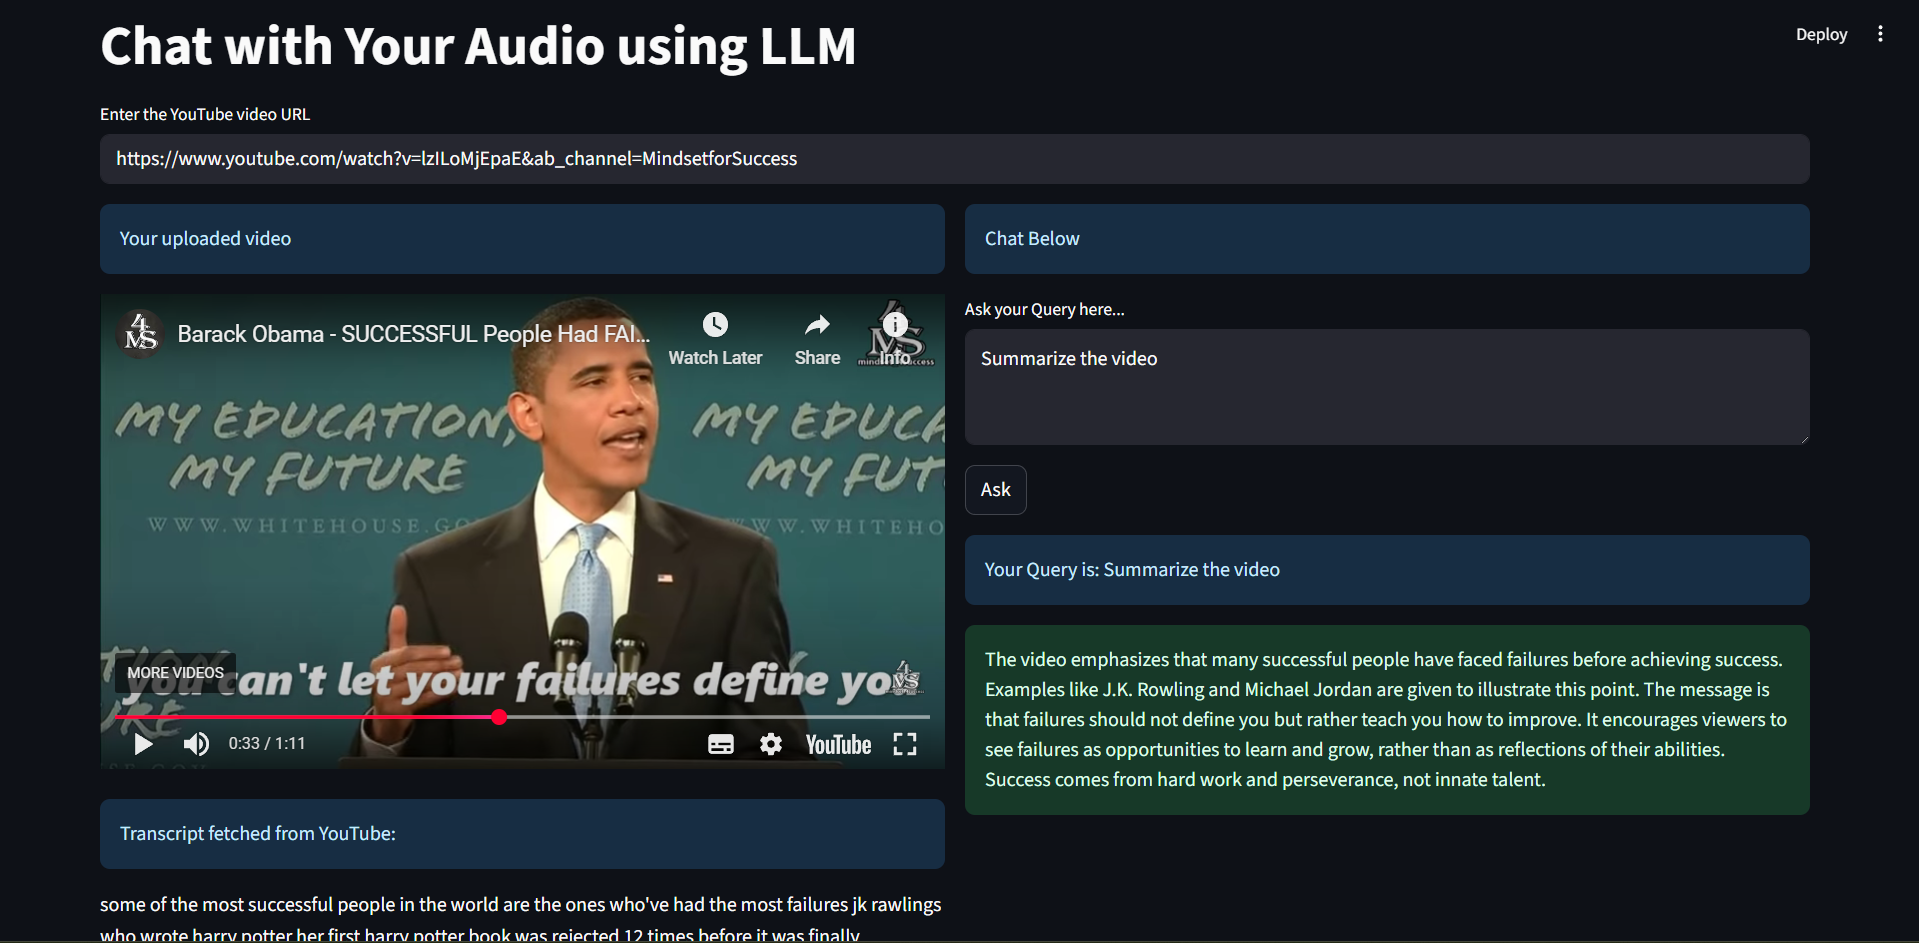 Chat with Your Audio using LLM
Deploy
Enter the YouTube video URL
https://www.youtube.com/watch?v=lzILoMjEpaE&ab_channel=MindsetforSuccess
Your uploaded video
4
MS
Barack Obama - SUCCESSFUL People Had FAI...
Watch Later
Share
Info
MY EDUCATION,
MY FUTURE
WWW.WHITEHOUSE.GO
MY EDUCA
MY FUT
WWW.WHITEHO
MORE VIDEOS
you can't let your failures define yo
0:33 / 1:11
YouTube
Transcript fetched from YouTube:
some of the most successful people in the world are the ones who've had the most failures jk rawlings
who wrote harry potter her first harry potter book was rejected 12 times before it was finally
Chat Below
Ask your Query here...
Summarize the video
Ask
Your Query is: Summarize the video
The video emphasizes that many successful people have faced failures before achieving success.
Examples like J.K. Rowling and Michael Jordan are given to illustrate this point. The message is
that failures should not define you but rather teach you how to improve. It encourages viewers to
see failures as opportunities to learn and grow, rather than as reflections of their abilities.
Success comes from hard work and perseverance, not innate talent.